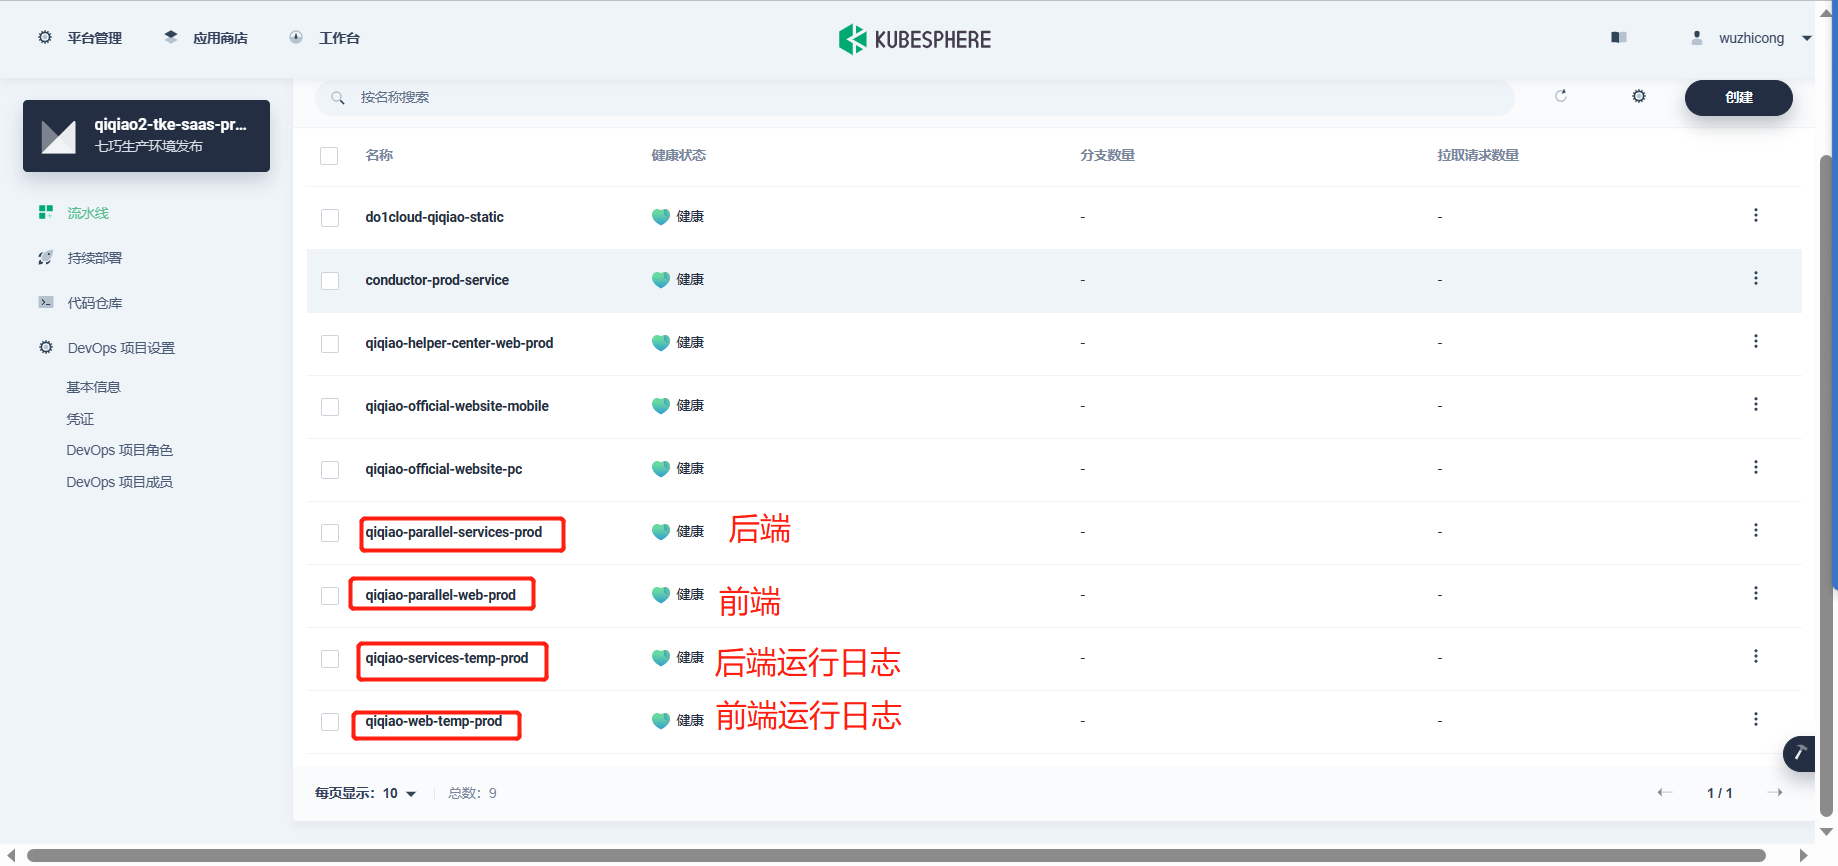 平台管理 应用商店 工作台 KUBESPHERE wuzhicong
按名称搜索 创建
qiqiao2-tke-saas-pr...
七巧生产环境发布
流水线
持续部署
代码仓库
DevOps 项目设置
基本信息
凭证
DevOps 项目角色
DevOps 项目成员
名称 健康状态 分支数量 拉取请求数量
do1cloud-qiqiao-static 健康 - -
conductor-prod-service 健康 - -
qiqiao-helper-center-web-prod 健康 - -
qiqiao-official-website-mobile 健康 - -
qiqiao-official-website-pc 健康 - -
qiqiao-parallel-services-prod 健康 后端 - -
qiqiao-parallel-web-prod 健康 前端 - -
qiqiao-services-temp-prod 健康 后端运行日志 - -
qiqiao-web-temp-prod 健康 前端运行日志 - -
每页显示：10 总数：9 1 / 1